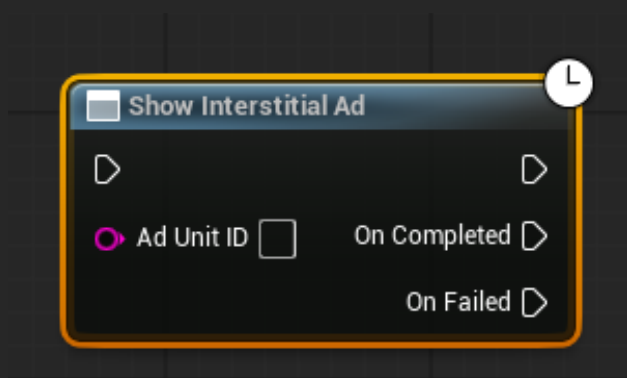 Show Interstitial Ad
Ad Unit ID
On Completed
On Failed